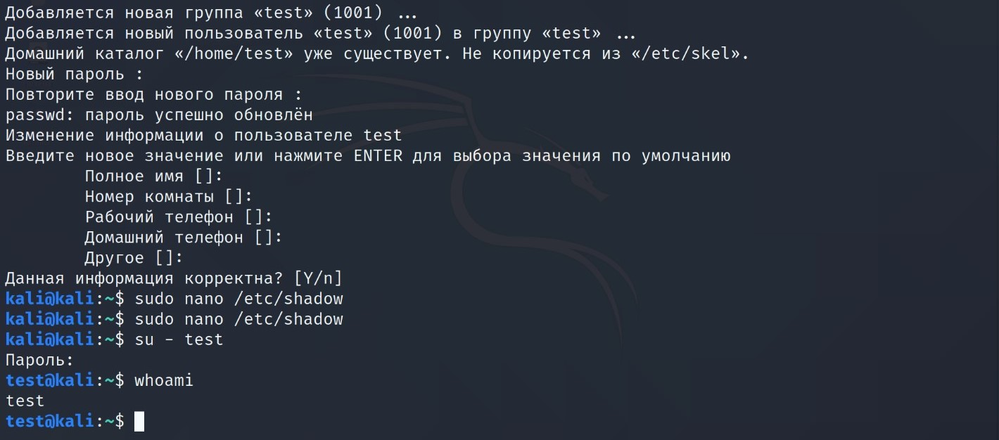 Добавляется новая группа «test» (1001) ...
Добавляется новый пользователь «test» (1001) в группу «test» ...
Домашний каталог «/home/test» уже существует. Не копируется из «/etc/skel».
Новый пароль :
Повторите ввод нового пароля :
passwd: пароль успешно обновлён
Изменение информации о пользователе test
Введите новое значение или нажмите ENTER для выбора значения по умолчанию
Полное имя []:
Номер комнаты []:
Рабочий телефон []:
Домашний телефон []:
Другое []:
Данная информация корректна? [Y/n]
kali@kali:~$ sudo nano /etc/shadow
kali@kali:~$ sudo nano /etc/shadow
kali@kali:~$ su - test
Пароль:
test@kali:~$ whoami
test
test@kali:~$